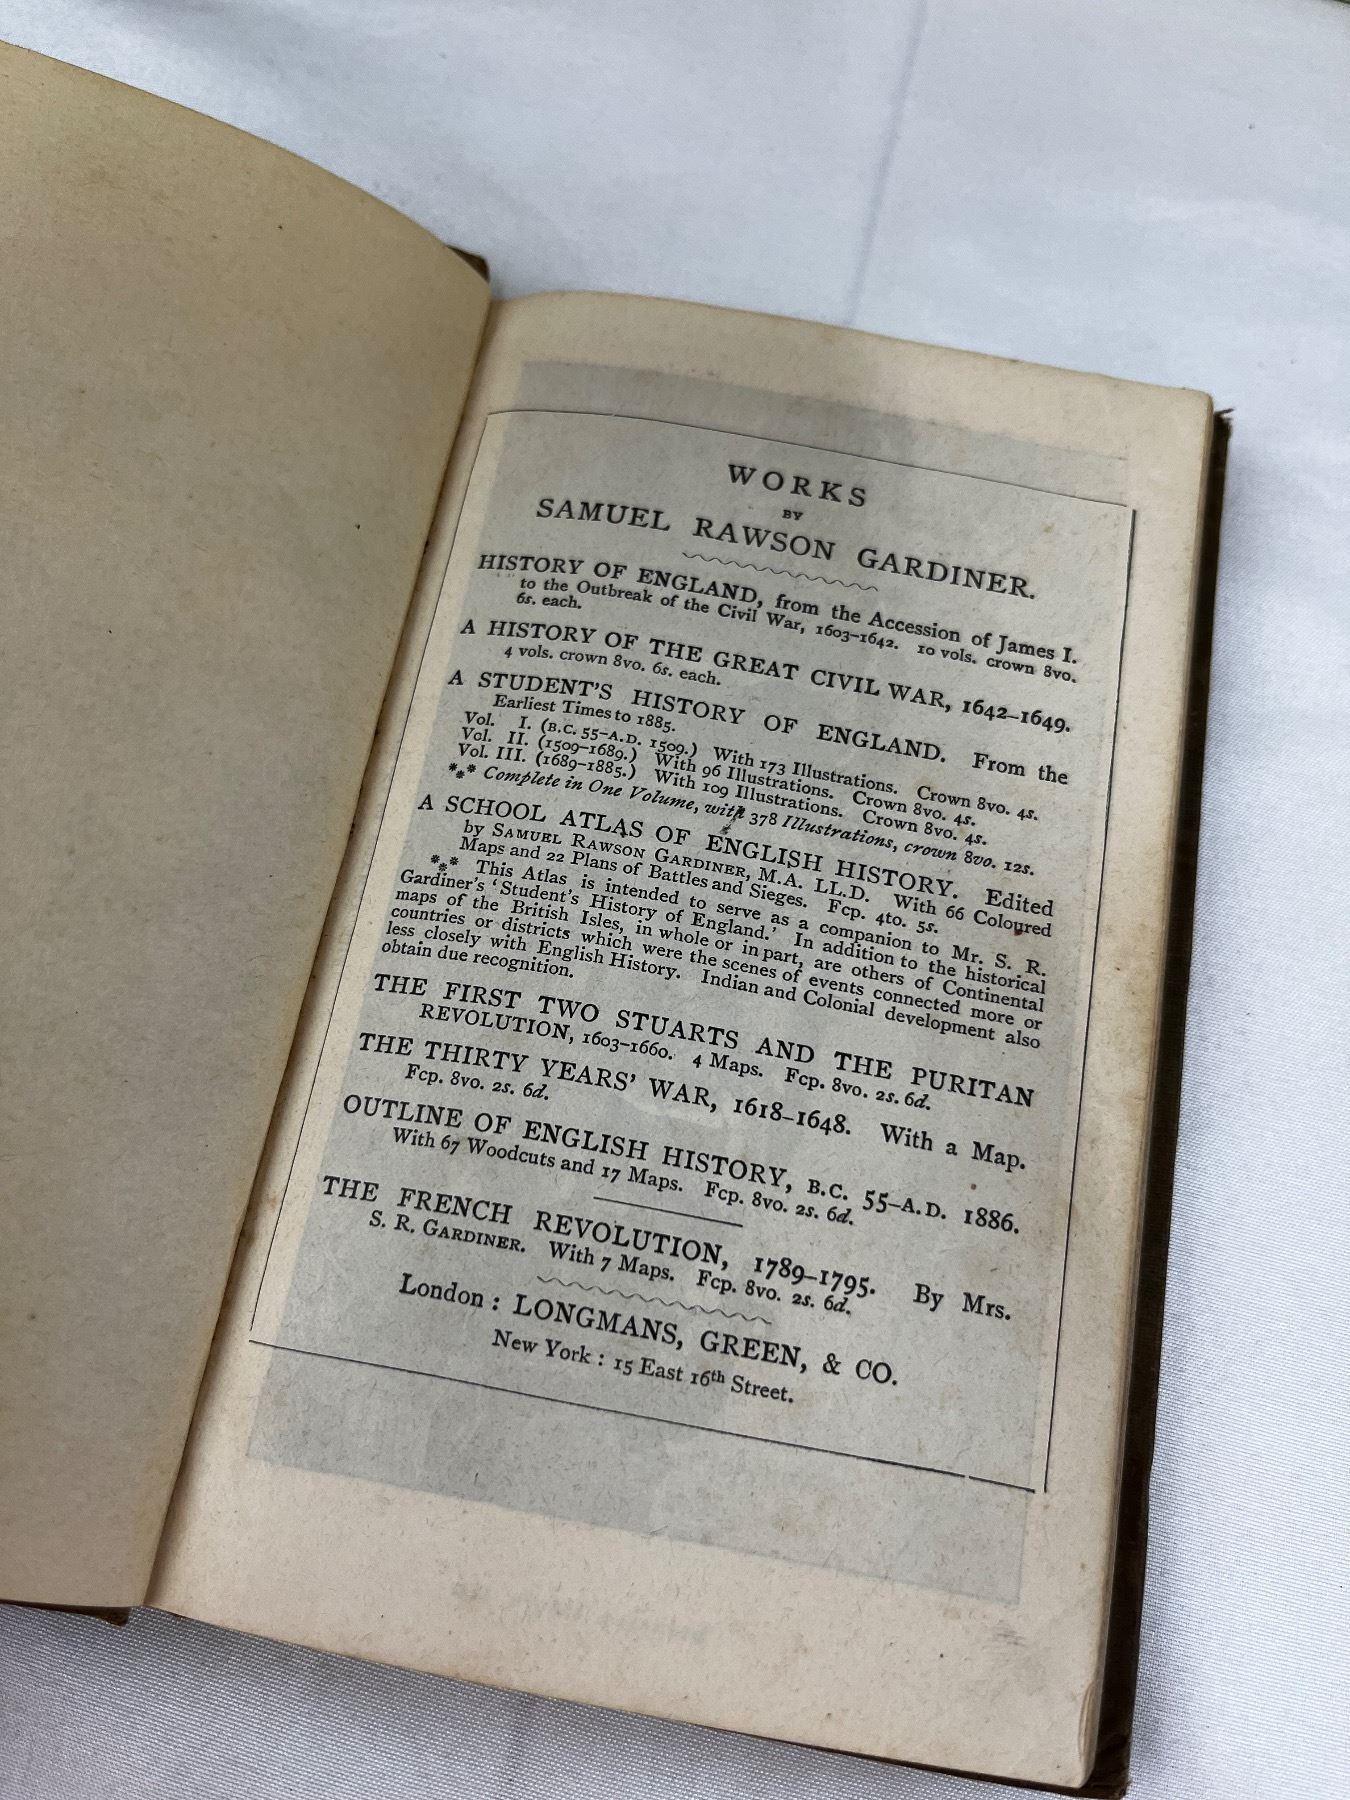 WORKS
BY
SAMUEL RAWSON GARDINER.
HISTORY OF ENGLAND, from the Accession of James I.
to the Outbreak of the Civil War, 1603–1642. 10 vols. crown 8vo.
6s. each.
A HISTORY OF THE GREAT CIVIL WAR, 1642–1649.
4 vols. crown 8vo. 6s. each.
A STUDENT'S HISTORY OF ENGLAND. From the
Earliest Times to 1885.
Vol. I. (B.C. 55–A.D. 1509.) With 173 Illustrations. Crown 8vo. 4s.
Vol. II. (1509–1689.) With 96 Illustrations. Crown 8vo. 4s.
Vol. III. (1689–1885.) With 109 Illustrations. Crown 8vo. 4s.
*** Complete in One Volume, with 378 Illustrations, crown 8vo. 12s.
A SCHOOL ATLAS OF ENGLISH HISTORY. Edited
by SAMUEL RAWSON GARDINER, M.A. LL.D. With 66 Coloured
Maps and 22 Plans of Battles and Sieges. Fcp. 4to. 5s.
*** This Atlas is intended to serve as a companion to Mr. S. R.
Gardiner's 'Student's History of England.' In addition to the historical
maps of the British Isles, in whole or in part, are others of Continental
countries or districts which were the scenes of events connected more or
less closely with English History. Indian and Colonial development also
obtain due recognition.
THE FIRST TWO STUARTS AND THE PURITAN
REVOLUTION, 1603–1660. 4 Maps. Fcp. 8vo. 2s. 6d.
THE THIRTY YEARS' WAR, 1618–1648. With a Map.
Fcp. 8vo. 2s. 6d.
OUTLINE OF ENGLISH HISTORY, B.C. 55–A.D. 1886.
With 67 Woodcuts and 17 Maps. Fcp. 8vo. 2s. 6d.
THE FRENCH REVOLUTION, 1789–1795. By Mrs.
S. R. GARDINER. With 7 Maps. Fcp. 8vo. 2s. 6d.
London: LONGMANS, GREEN, & CO.
New York: 15 East 16th Street.